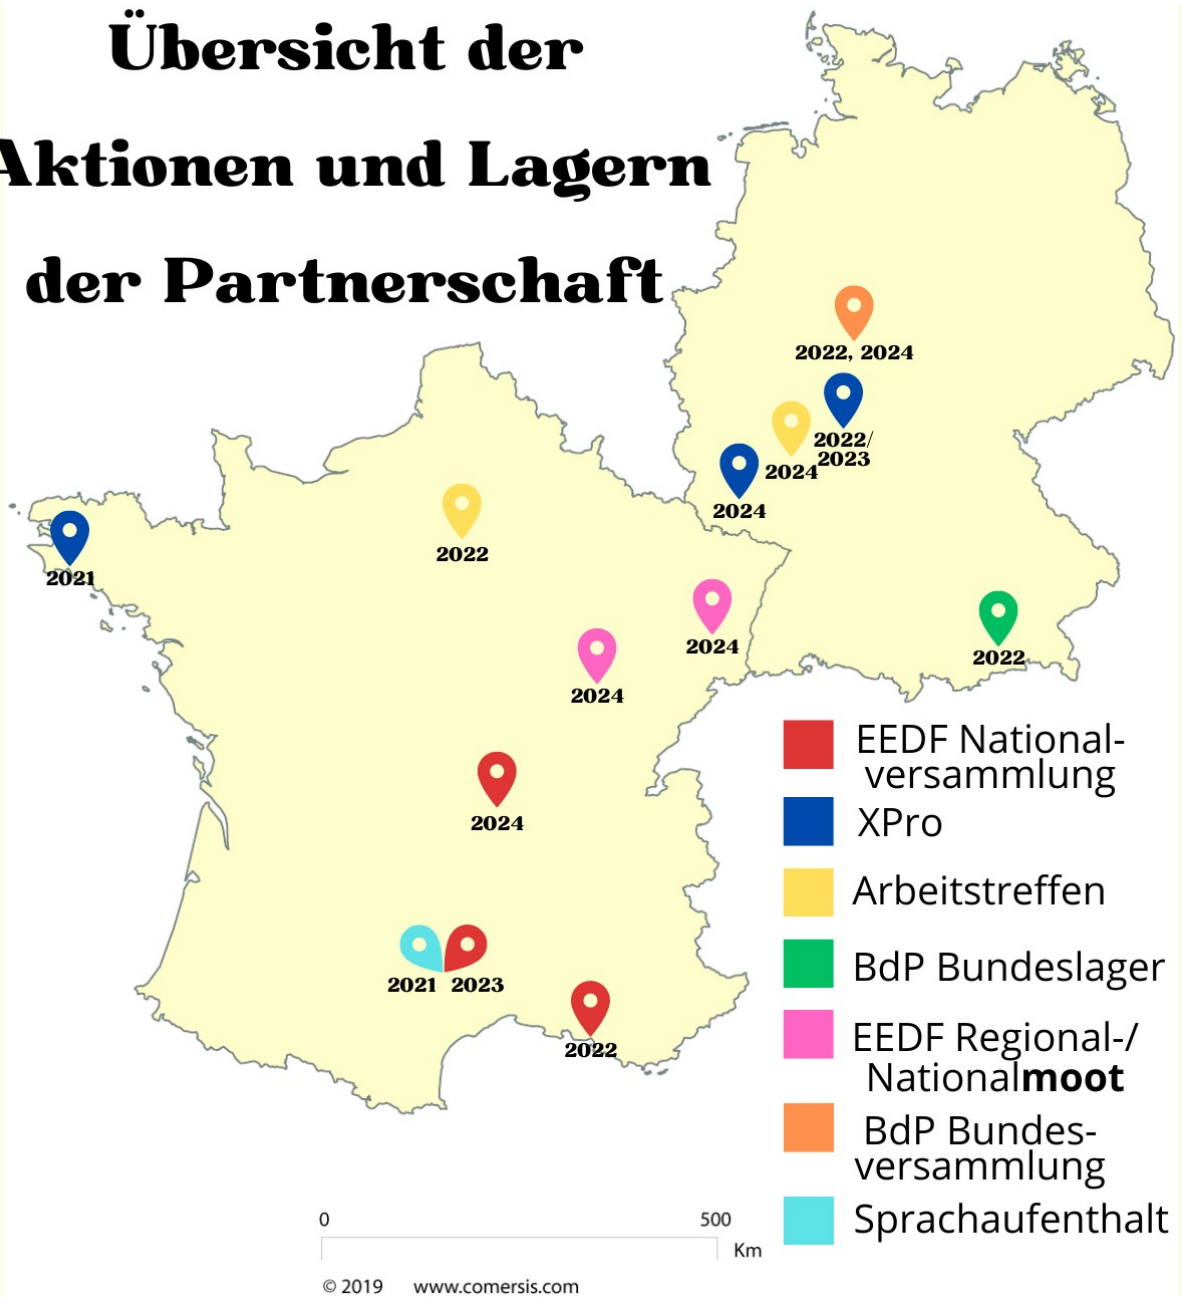 Übersicht der
Aktionen und Lagern
der Partnerschaft
2022, 2024
2022/
2023
2024
2024
2022
2021
2024
2022
2024
2024
2021
2023
2022
EEDF National-
versammlung
XPro
Arbeitstreffen
BdP Bundeslager
EEDF Regional-/
Nationalmoot
BdP Bundes-
versammlung
Sprachaufenthalt
0
500
Km
© 2019 www.comersis.com